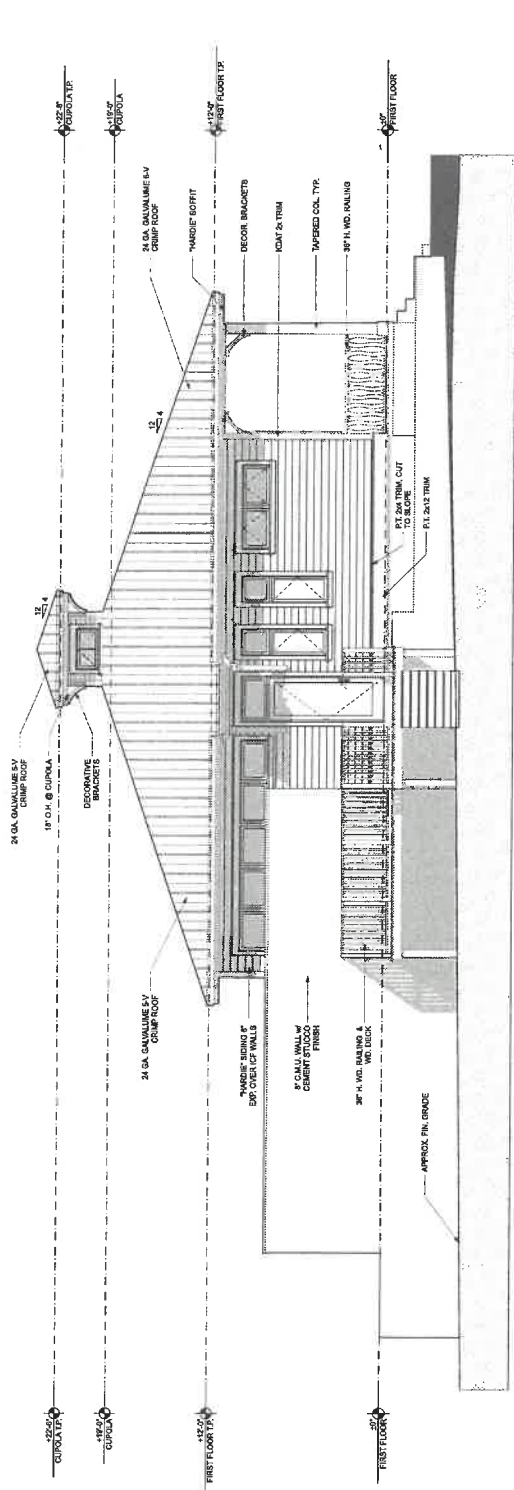 +22'-8"
CUPOLA T.P.
+19'-0"
CUPOLA
+12'-0"
FIRST FLOOR T.P.
±0"
FIRST FLOOR
24 GA. GALVALUME 5-V
CRIMP ROOF
"HARDIE" SOFFIT
DECOR. BRACKETS
KDAT 2x TRIM
TAPERED COL. TYP.
36" H. WD. RAILING
12
4
P.T. 2x4 TRIM, CUT
TO SLOPE
P.T. 2x12 TRIM
12
4
24 GA. GALVALUME 5-V
CRIMP ROOF
18" O.H. @ CUPOLA
DECORATIVE
BRACKETS
24 GA. GALVALUME 5-V
CRIMP ROOF
"HARDIE" SIDING 6"
EXP. OVER ICF WALLS
8" C.M.U. WALL w/
CEMENT STUCCO
FINISH
36" H. WD. RAILING &
WD. DECK
APPROX. FIN. GRADE
CUPOLA T.P.
+19'-0"
CUPOLA
+12'-0"
FIRST FLOOR T.P.
±0"
FIRST FLOOR